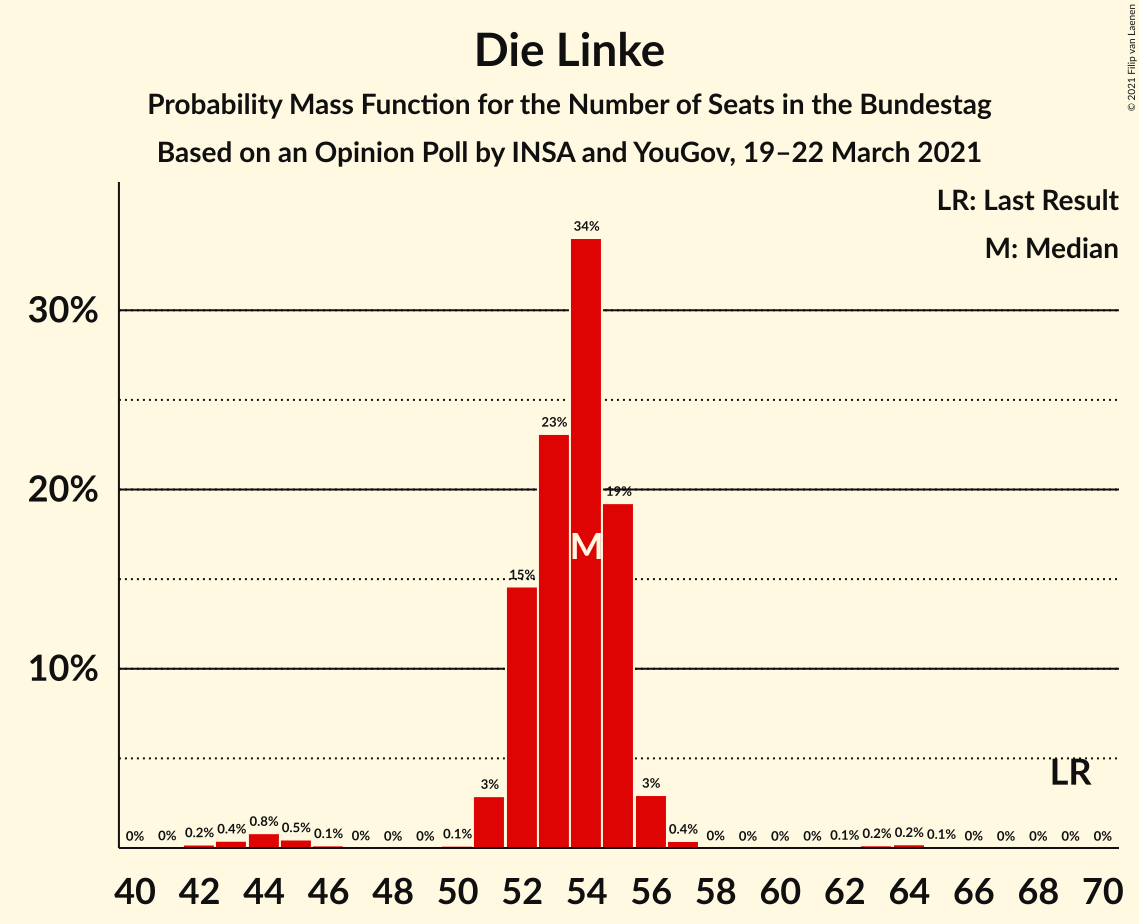 Die Linke
Probability Mass Function for the Number of Seats in the Bundestag
Based on an Opinion Poll by INSA and YouGov, 19–22 March 2021
© 2021 Filip van Laenen
LR: Last Result
M: Median
34%
30%
23%
20%
19%
M
15%
10%
LR
3%
3%
0% 0% 0.2% 0.4% 0.8% 0.5% 0.1% 0% 0% 0% 0.1% 0.4% 0% 0% 0% 0% 0.1% 0.2% 0.2% 0.1% 0% 0% 0% 0% 0%
40 42 44 46 48 50 52 54 56 58 60 62 64 66 68 70